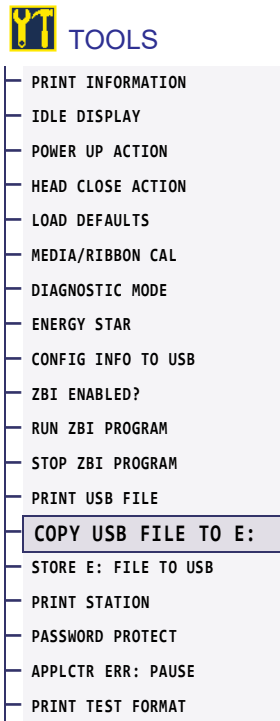 TOOLS
PRINT INFORMATION
IDLE DISPLAY
POWER UP ACTION
HEAD CLOSE ACTION
LOAD DEFAULTS
MEDIA/RIBBON CAL
DIAGNOSTIC MODE
ENERGY STAR
CONFIG INFO TO USB
ZBI ENABLED?
RUN ZBI PROGRAM
STOP ZBI PROGRAM
PRINT USB FILE
COPY USB FILE TO E:
STORE E: FILE TO USB
PRINT STATION
PASSWORD PROTECT
APPLCTR ERR: PAUSE
PRINT TEST FORMAT